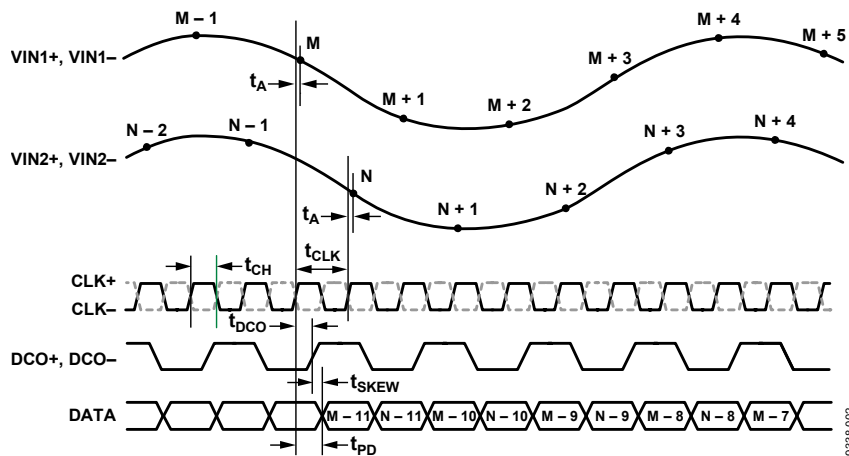 M – 1
M
M + 4
M + 5
VIN1+, VIN1–
M + 3
tA
M + 1
M + 2
N – 2
N – 1
N + 3
N + 4
VIN2+, VIN2–
N
N + 2
tA
N + 1
tCLK
tCH
CLK+
CLK–
tDCO
DCO+, DCO–
tSKEW
DATA
M – 11
N – 11
M – 10
N – 10
M – 9
N – 9
M – 8
N – 8
M – 7
tPD